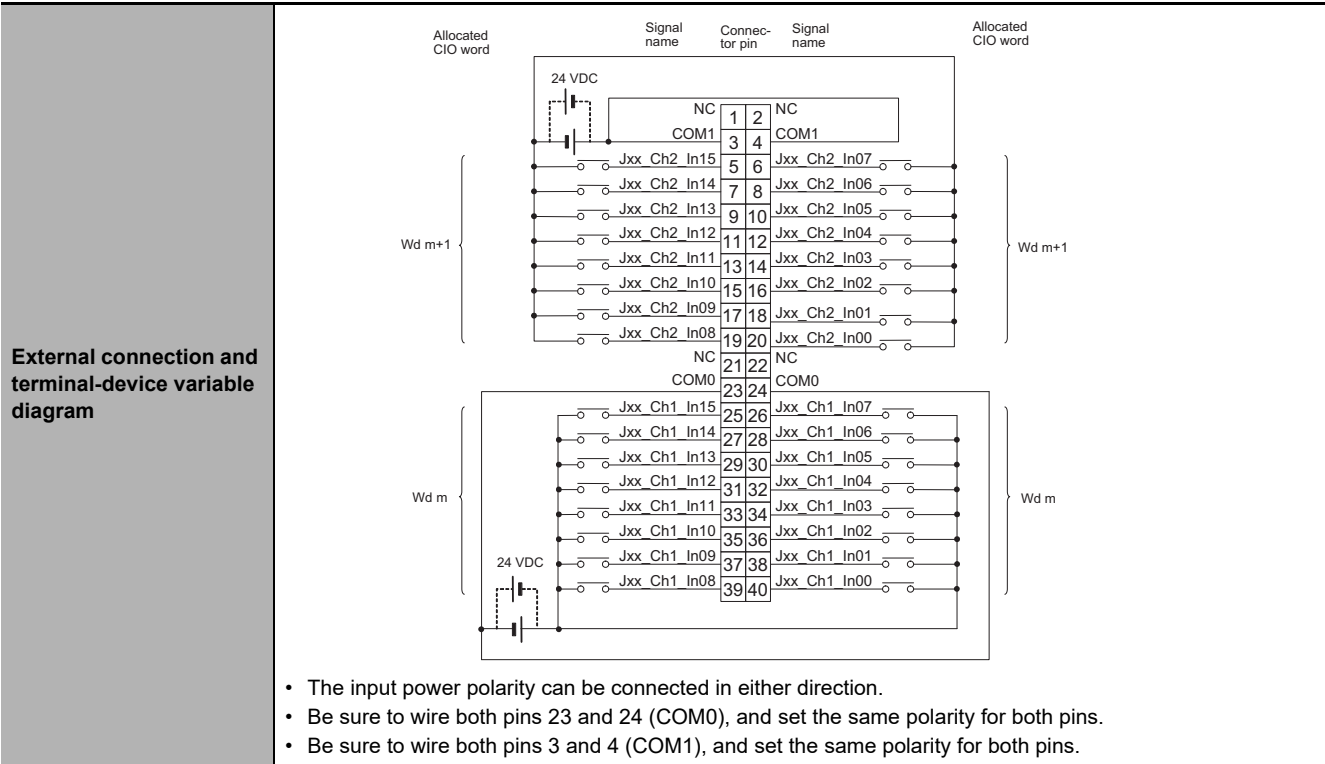 External connection and
terminal-device variable
diagram
Allocated
CIO word
Signal
name
Connec-
tor pin
Signal
name
Allocated
CIO word
24 VDC
NC 1 2 NC
COM1 3 4 COM1
Jxx_Ch2_In15 5 6 Jxx_Ch2_In07
Jxx_Ch2_In14 7 8 Jxx_Ch2_In06
Jxx_Ch2_In13 9 10 Jxx_Ch2_In05
Jxx_Ch2_In12 11 12 Jxx_Ch2_In04
Wd m+1
Wd m+1
Jxx_Ch2_In11 13 14 Jxx_Ch2_In03
Jxx_Ch2_In10 15 16 Jxx_Ch2_In02
Jxx_Ch2_In09 17 18 Jxx_Ch2_In01
Jxx_Ch2_In08 19 20 Jxx_Ch2_In00
NC 21 22 NC
COM0 23 24 COM0
Jxx_Ch1_In15 25 26 Jxx_Ch1_In07
Jxx_Ch1_In14 27 28 Jxx_Ch1_In06
Jxx_Ch1_In13 29 30 Jxx_Ch1_In05
Jxx_Ch1_In12 31 32 Jxx_Ch1_In04
Wd m
Wd m
Jxx_Ch1_In11 33 34 Jxx_Ch1_In03
Jxx_Ch1_In10 35 36 Jxx_Ch1_In02
Jxx_Ch1_In09 37 38 Jxx_Ch1_In01
24 VDC
Jxx_Ch1_In08 39 40 Jxx_Ch1_In00
• The input power polarity can be connected in either direction.
• Be sure to wire both pins 23 and 24 (COM0), and set the same polarity for both pins.
• Be sure to wire both pins 3 and 4 (COM1), and set the same polarity for both pins.